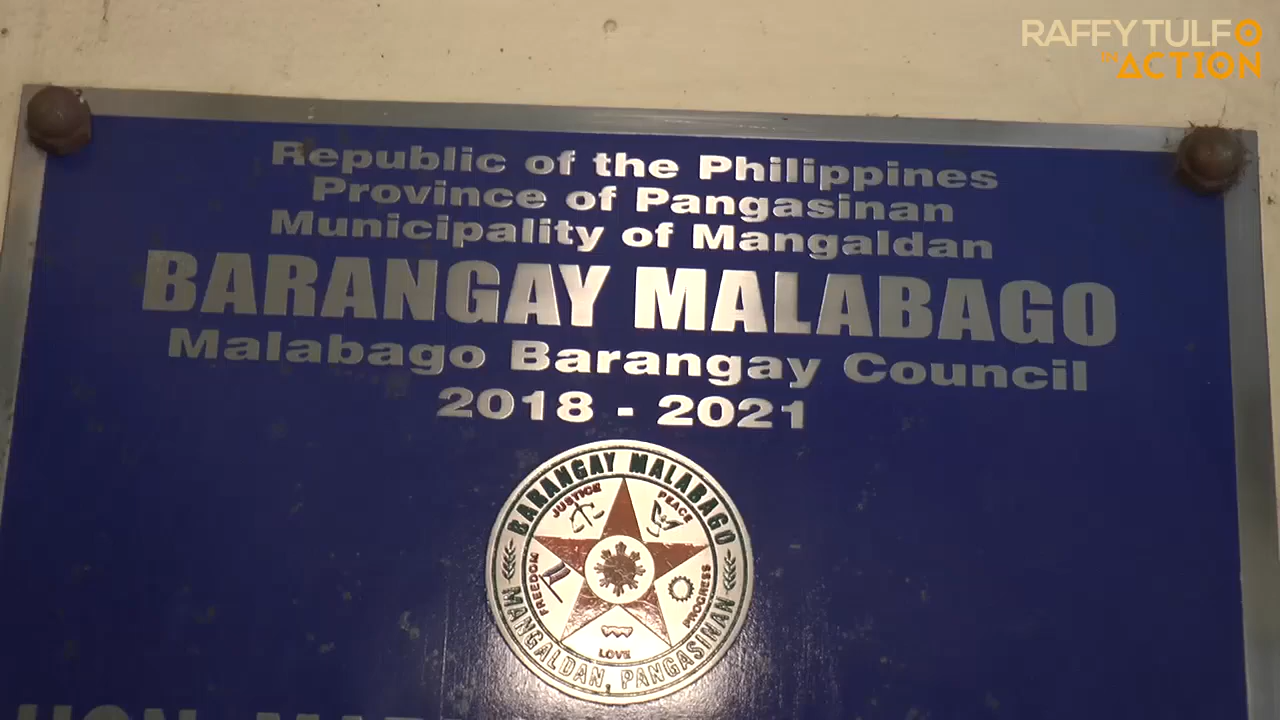 RAFFY TULFO
IN ACTION
Republic of the Philippines
Province of Pangasinan
Municipality of Mangaldan
BARANGAY MALABAGO
Malabago Barangay Council
2018 - 2021
BARANGAY MALABAGO
JUSTICE
PEACE
FREEDOM
PROGRESS
LOVE
MANGALDAN, PANGASINAN
HON.